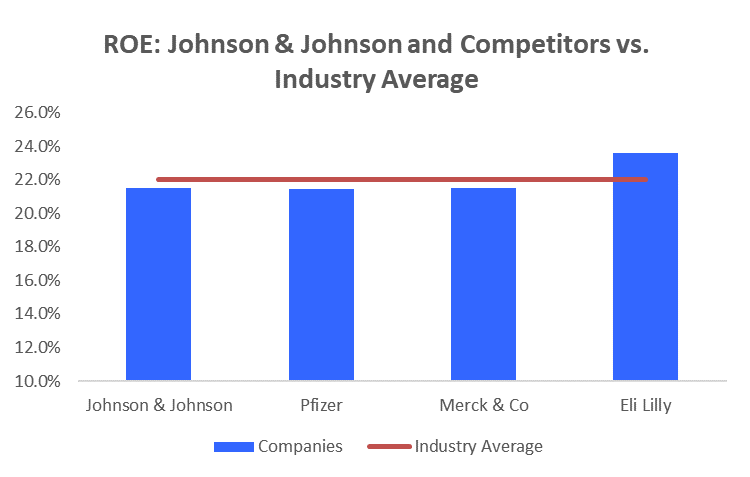 ROE: Johnson & Johnson and Competitors vs.
Industry Average
26.0%
24.0%
22.0%
20.0%
18.0%
16.0%
14.0%
12.0%
10.0%
Johnson & Johnson Pfizer Merck & Co Eli Lilly
Companies Industry Average